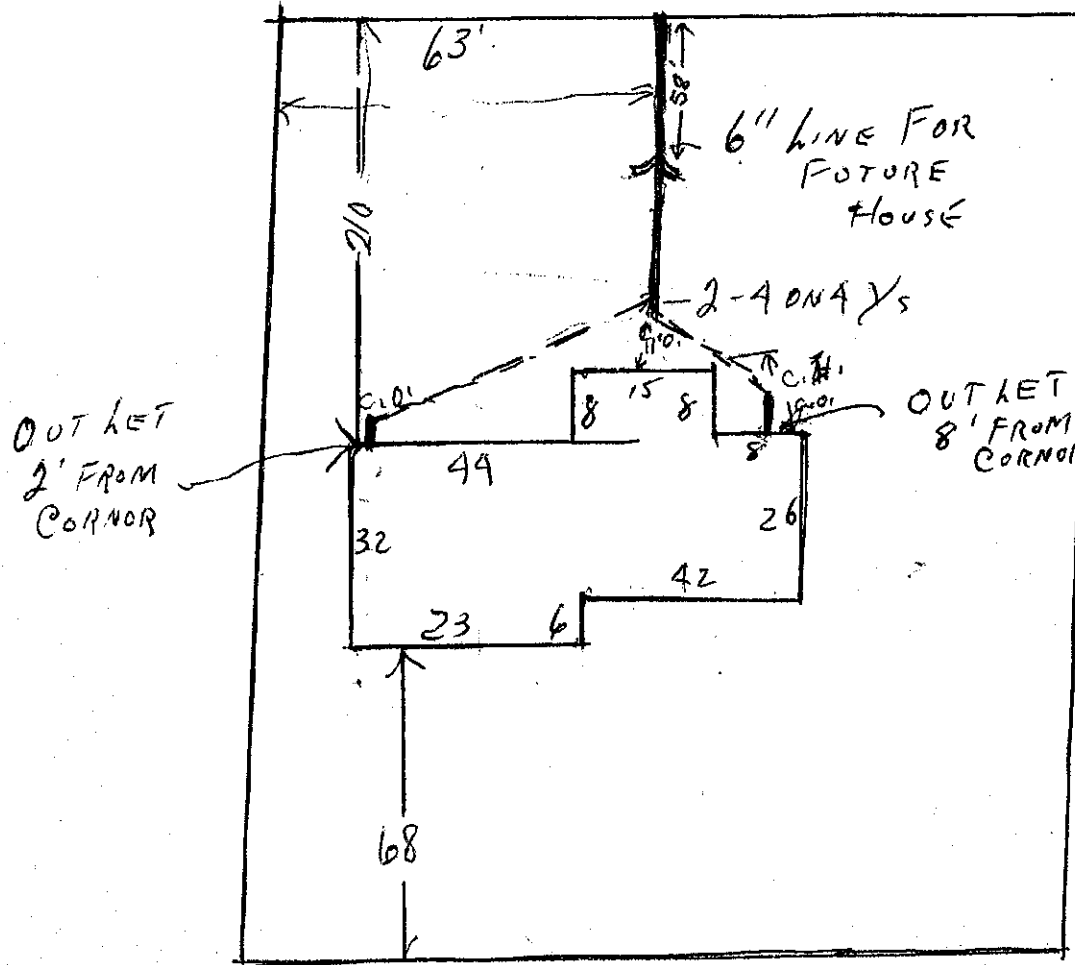 63'
58'
6" LINE FOR
FUTURE
HOUSE
210
2-4 ON 4 Ys
C.O.
15
8
8
OUTLET
2' FROM
CORNOR
OUTLET
8' FROM
CORNOR
44
8
32
26
42
23
6
68